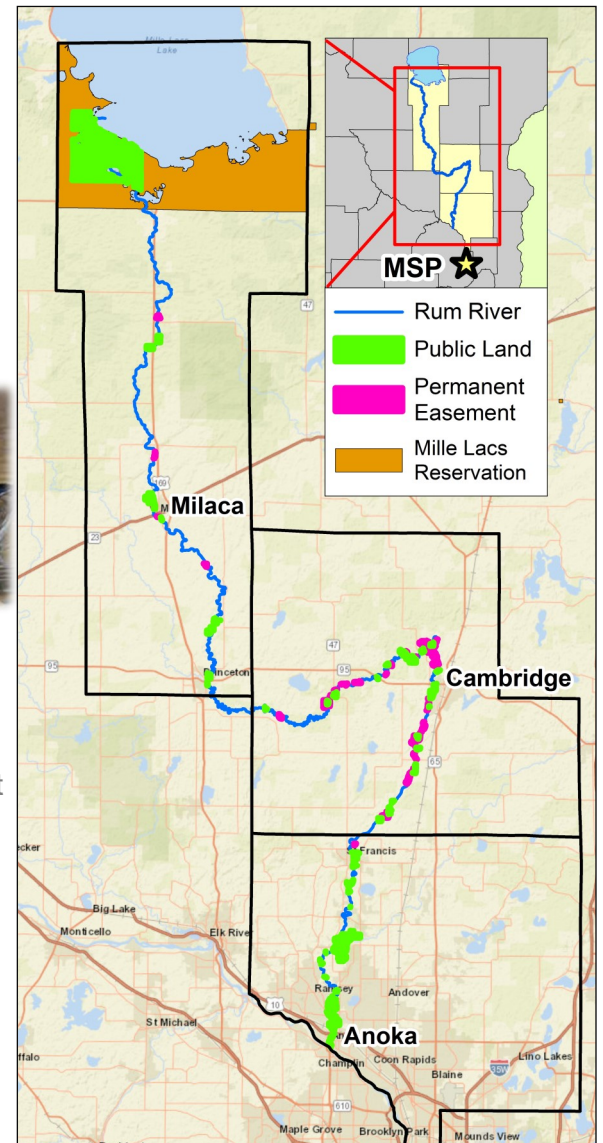 Mille Lacs
Lake
MSP
Rum River
Public Land
Permanent
Easement
Mille Lacs
Reservation
47
169
Milaca
23
47
95
95
Princeton
Cambridge
65
Francis
Big Lake
Monticello
Elk River
Ramsey
Andover
10
St Michael
Anoka
Champlin
Coon Rapids
Lino Lakes
35W
Blaine
610
Maple Grove
Brooklyn Park
Mounds View